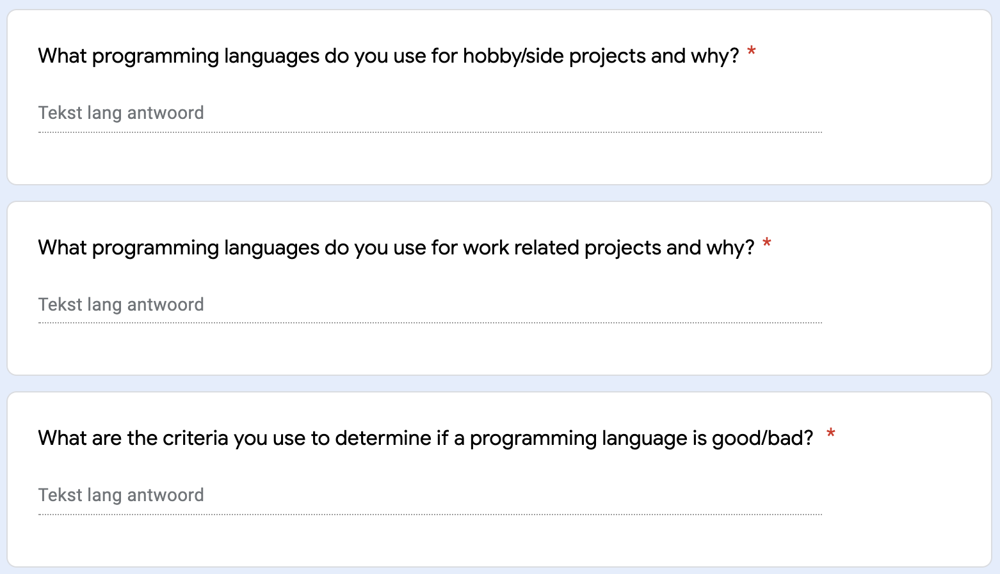 What programming languages do you use for hobby/side projects and why? *
Tekst lang antwoord
What programming languages do you use for work related projects and why? *
Tekst lang antwoord
What are the criteria you use to determine if a programming language is good/bad? *
Tekst lang antwoord